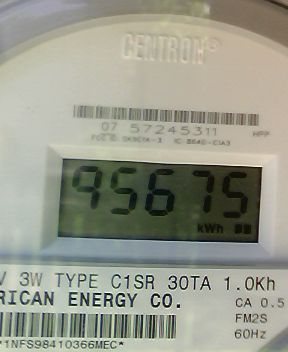 CENTRON®
07 57245311 HPP
95675
kWh
V 3W TYPE C1SR 30TA 1.0Kh
RICAN ENERGY CO. CA 0.5
FM2S
60Hz
*1NFS98410366MEC*